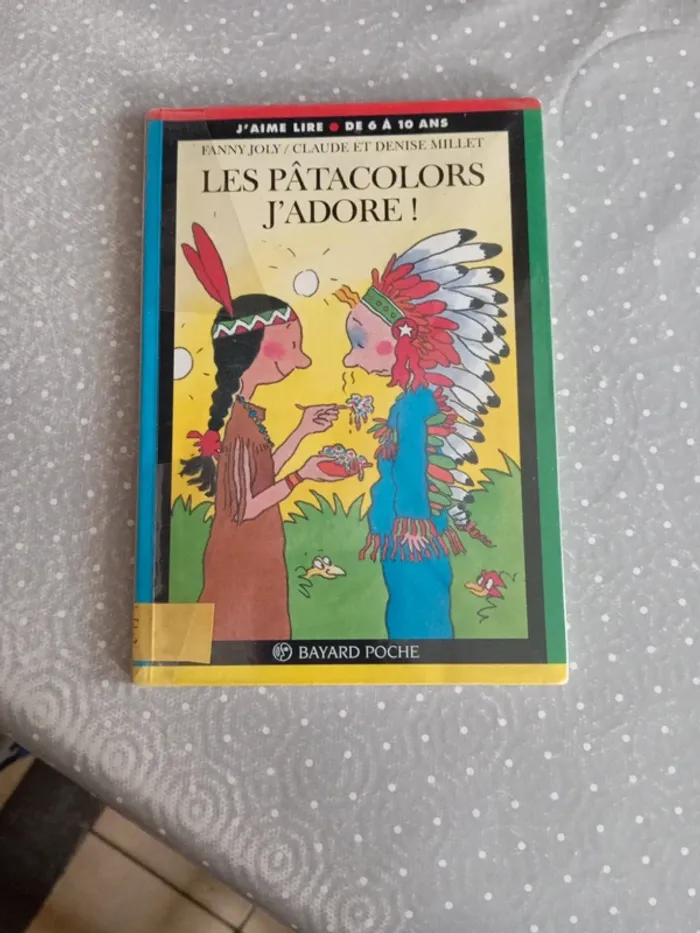 J'AIME LIRE ● DE 6 À 10 ANS
FANNY JOLY / CLAUDE ET DENISE MILLET
LES PÂTACOLORS
J'ADORE !
BAYARD POCHE